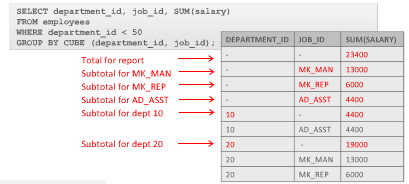 SELECT department_id, job_id, SUM(salary)
FROM employees
WHERE department_id < 50
GROUP BY CUBE (department_id, job_id);
DEPARTMENT_ID JOB_ID SUM(SALARY)
Total for report - - 23400
Subtotal for MK_MAN - MK_MAN 13000
Subtotal for MK_REP - MK_REP 6000
Subtotal for AD_ASST - AD_ASST 4400
Subtotal for dept 10 10 - 4400
10 AD_ASST 4400
Subtotal for dept 20 20 - 19000
20 MK_MAN 13000
20 MK_REP 6000